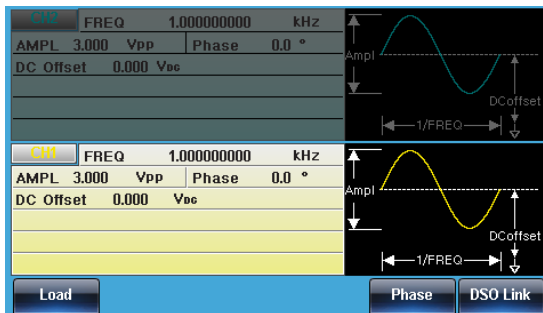 CH2 FREQ 1.000000000 kHz
AMPL 3.000 Vpp Phase 0.0 °
DC Offset 0.000 VDC
Ampl
DCoffset
1/FREQ
CH1 FREQ 1.000000000 kHz
AMPL 3.000 Vpp Phase 0.0 °
DC Offset 0.000 VDC
Ampl
DCoffset
1/FREQ
Load Phase DSO Link